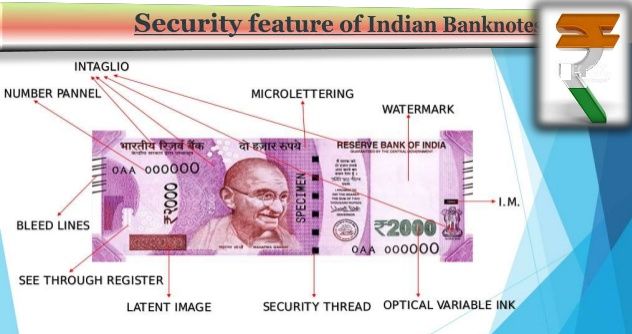 Security feature of Indian Banknotes
INTAGLIO
NUMBER PANNEL
MICROLETTERING
WATERMARK
भारतीय रिज़र्व बैंक
दो हज़ार रुपये
RESERVE BANK OF INDIA
0AA 000000
₹2000
SPECIMEN
I.M.
₹2000
BLEED LINES
0AA 000000
SEE THROUGH REGISTER
LATENT IMAGE
SECURITY THREAD
OPTICAL VARIABLE INK